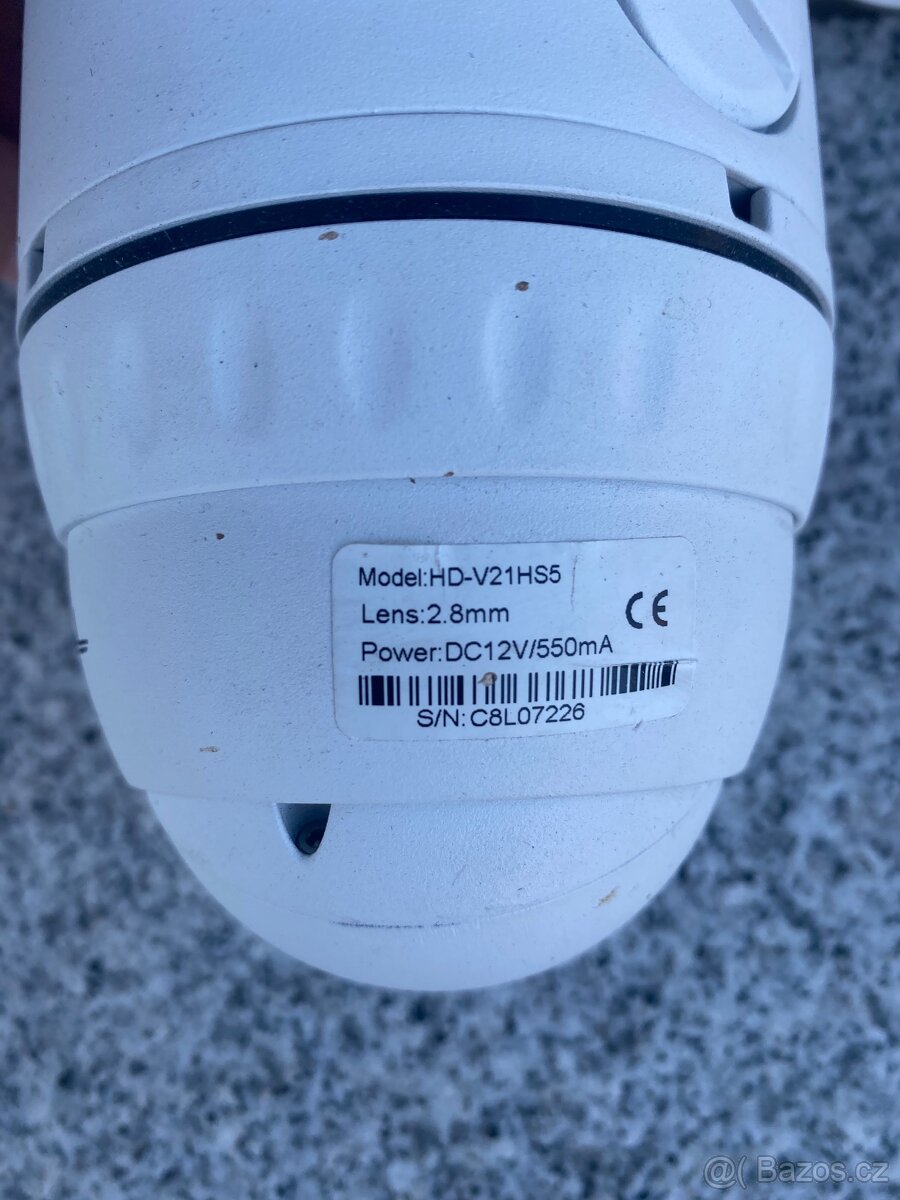 Model:HD-V21HS5
Lens:2.8mm
CE
Power:DC12V/550mA
S/N:C8L07226
@( Bazos.cz